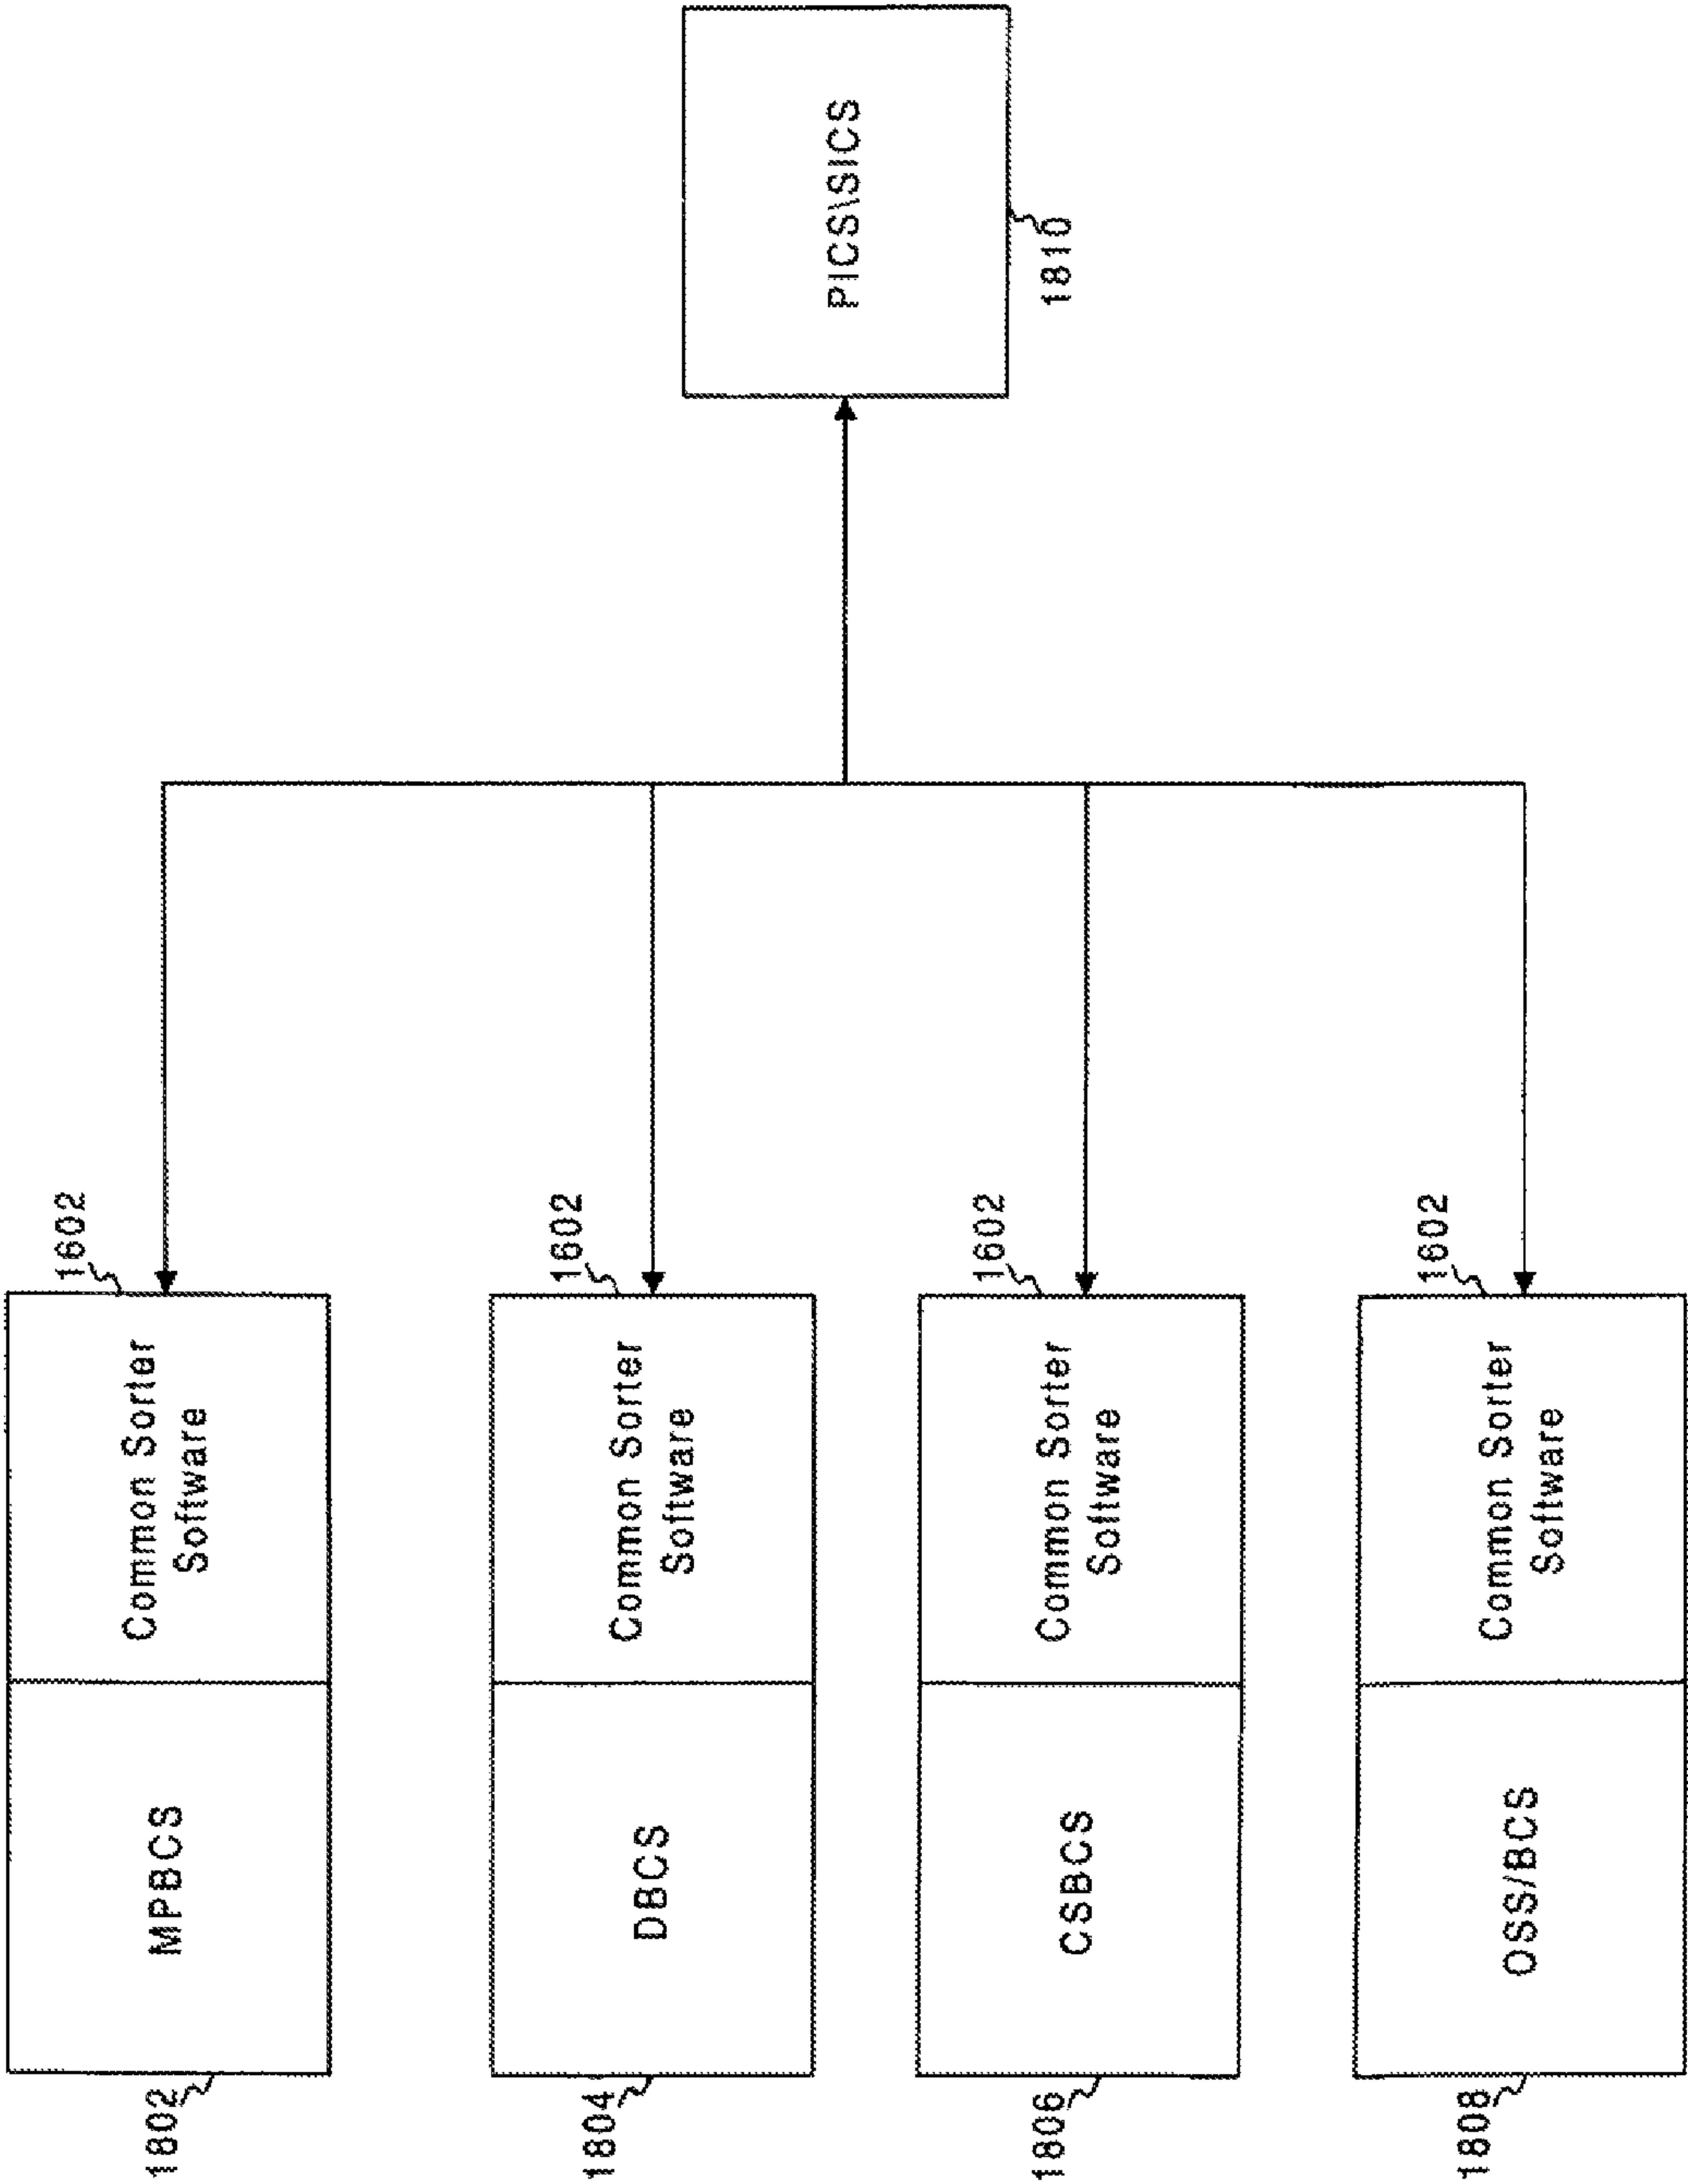 1802
MPBCS
Common Sorter
Software
1602
1804
DBCS
Common Sorter
Software
1602
1806
CSBCS
Common Sorter
Software
1602
1808
OSS/BCS
Common Sorter
Software
1602
PICS\SICS
1810